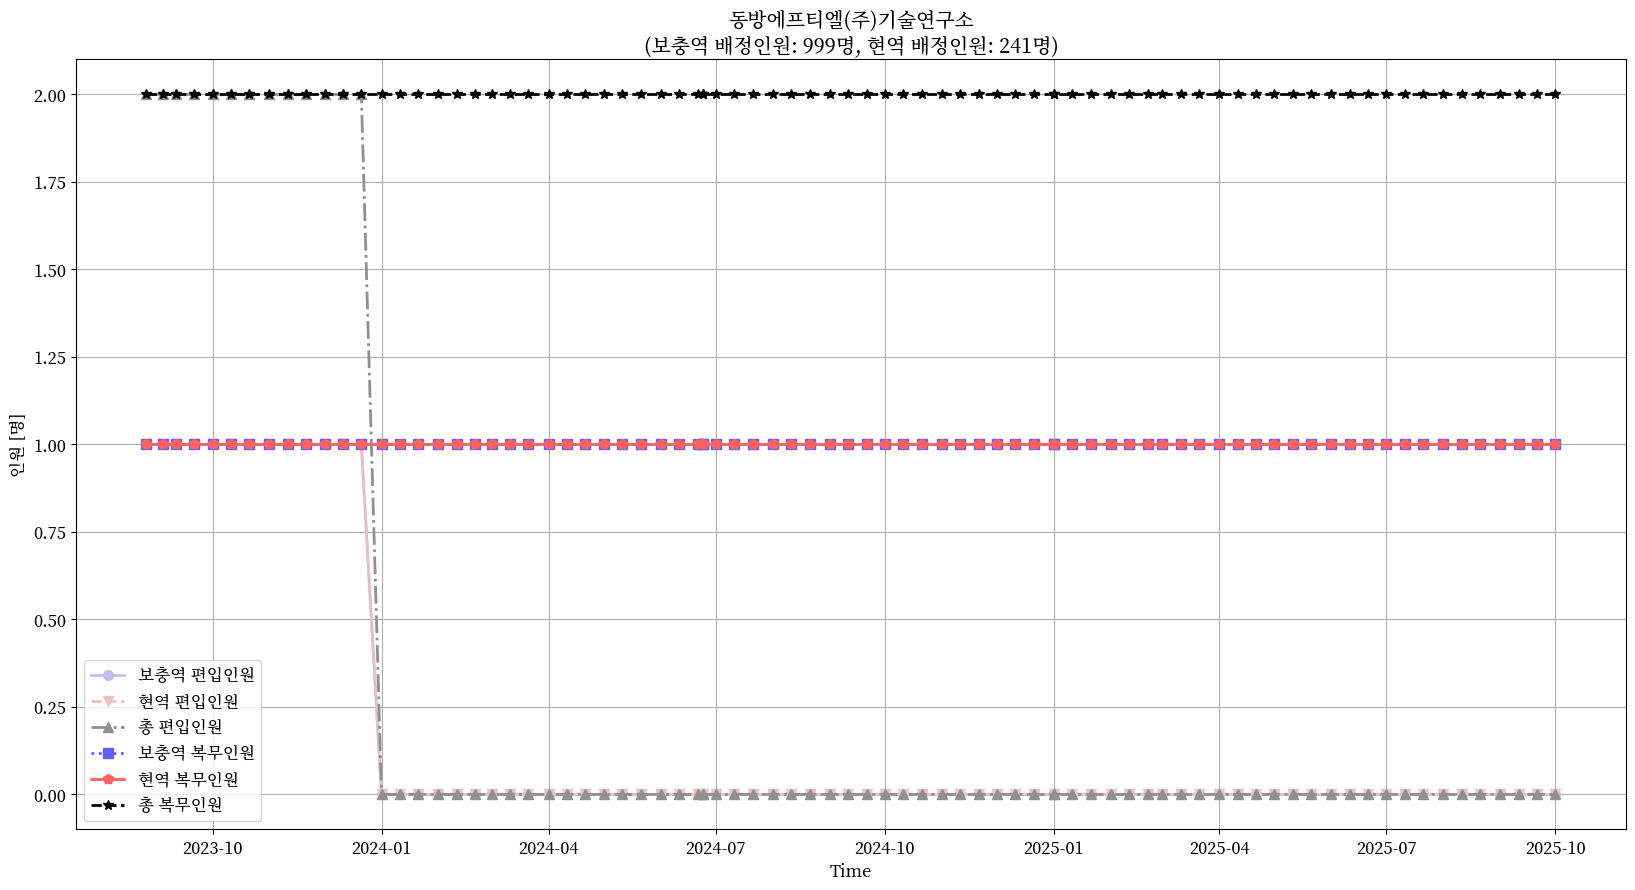 동방에프티엘(주)기술연구소
(보충역 배정인원: 999명, 현역 배정인원: 241명)
인원 [명]
2.00
1.75
1.50
1.25
1.00
0.75
0.50
0.25
0.00
보충역 편입인원
현역 편입인원
총 편입인원
보충역 복무인원
현역 복무인원
총 복무인원
2023-10
2024-01
2024-04
2024-07
2024-10
2025-01
2025-04
2025-07
2025-10
Time